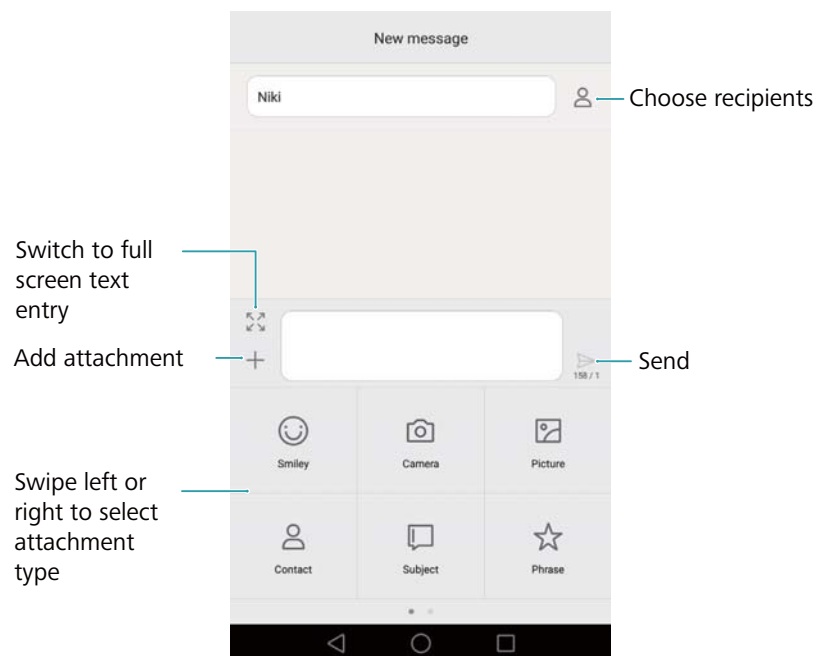 New message
Niki
Choose recipients
Switch to full
screen text
entry
Add attachment
Send
158 / 1
Smiley
Camera
Picture
Swipe left or
right to select
attachment
type
Contact
Subject
Phrase